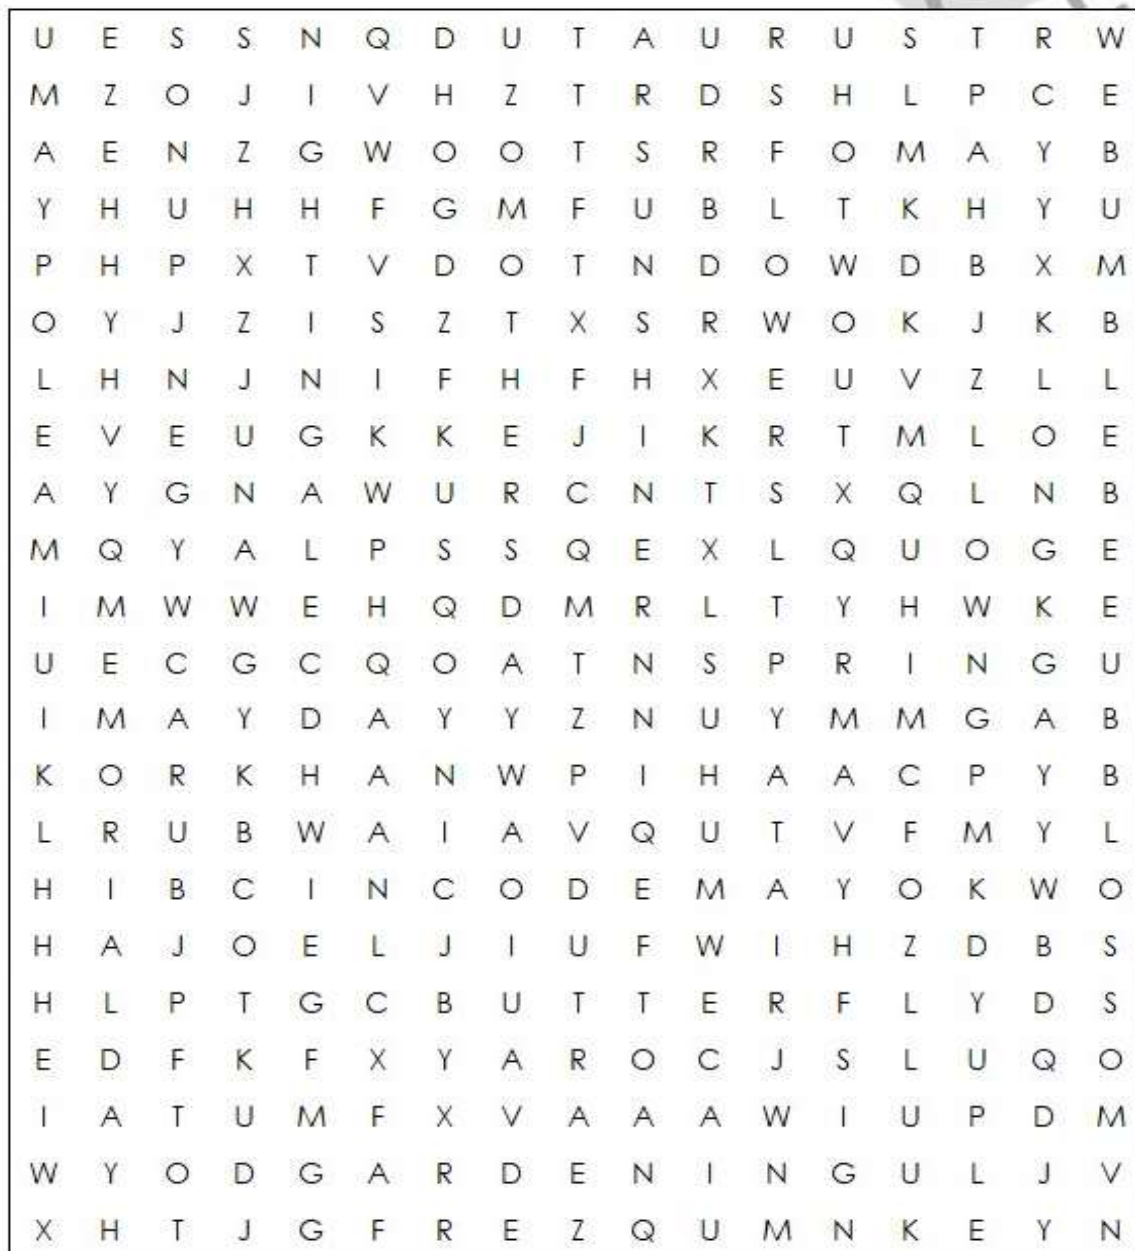 U E S S N Q D U T A U R U S T R W
M Z O J I V H Z T R D S H L P C E
A E N Z G W O O T S R F O M A Y B
Y H U H H F G M F U B L T K H Y U
P H P X T V D O T N D O W D B X M
O Y J Z I S Z T X S R W O K J K B
L H N J N I F H F H X E U V Z L L
E V E U G K K E J I K R T M L O E
A Y G N A W U R C N T S X Q L N B
M Q Y A L P S S Q E X L Q U O G E
I M W W E H Q D M R L T Y H W K E
U E C G C Q O A T N S P R I N G U
I M A Y D A Y Y Z N U Y M M G A B
K O R K H A N W P I H A A C P Y B
L R U B W A I A V Q U T V F M Y L
H I B C I N C O D E M A Y O K W O
H A J O E L J I U F W I H Z D B S
H L P T G C B U T T E R F L Y D S
E D F K F X Y A R O C J S L U Q O
I A T U M F X V A A A W I U P D M
W Y O D G A R D E N I N G U L J V
X H T J G F R E Z Q U M N K E Y N